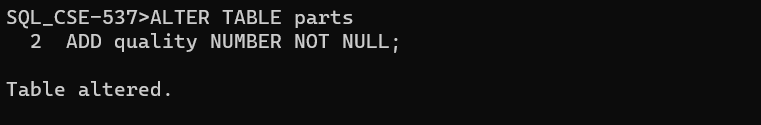 SQL_CSE-537>ALTER TABLE parts
  2  ADD quality NUMBER NOT NULL;
Table altered.